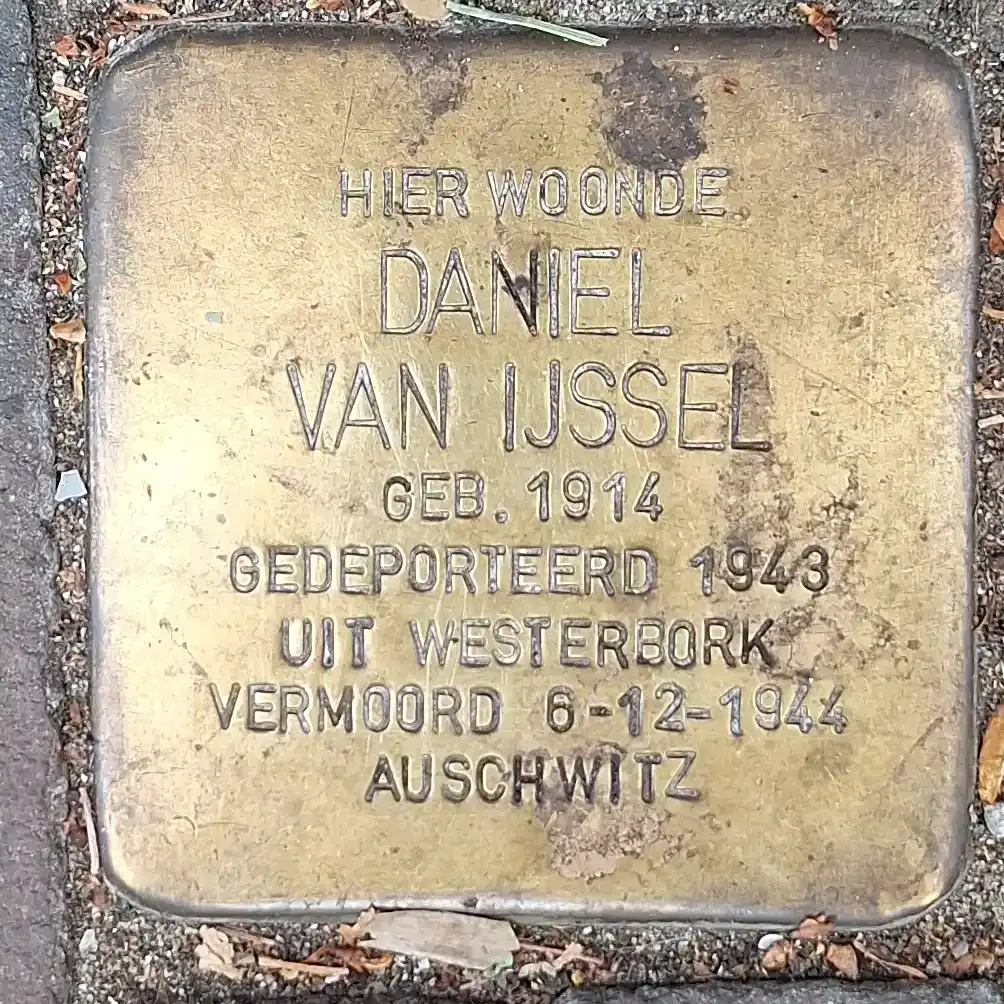 HIER WOONDE
DANIEL
VAN IJSSEL
GEB. 1914
GEDEPORTEERD 1943
UIT WESTERBORK
VERMOORD 6-12-1944
AUSCHWITZ